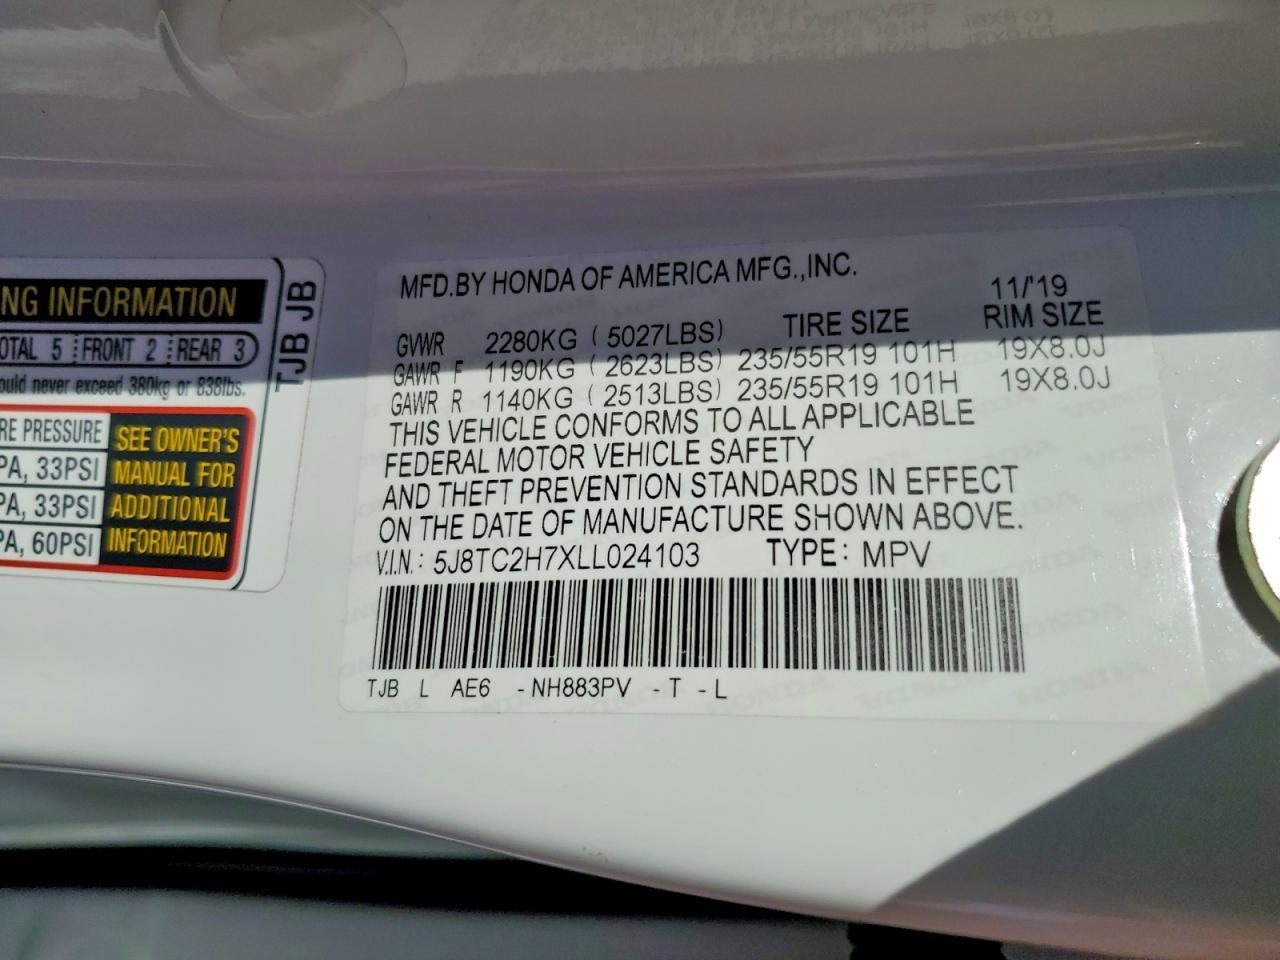 NG INFORMATION
OTAL 5 FRONT 2 REAR 3
ould never exceed 380kg or 838lbs.
RE PRESSURE
PA, 33PSI
PA, 33PSI
PA, 60PSI
SEE OWNER'S
MANUAL FOR
ADDITIONAL
INFORMATION
TJB JB
MFD.BY HONDA OF AMERICA MFG.,INC.
11/'19
GVWR 2280KG ( 5027LBS) TIRE SIZE RIM SIZE
GAWR F 1190KG ( 2623LBS) 235/55R19 101H 19X8.0J
GAWR R 1140KG ( 2513LBS) 235/55R19 101H 19X8.0J
THIS VEHICLE CONFORMS TO ALL APPLICABLE
FEDERAL MOTOR VEHICLE SAFETY
AND THEFT PREVENTION STANDARDS IN EFFECT
ON THE DATE OF MANUFACTURE SHOWN ABOVE.
V.I.N.: 5J8TC2H7XLL024103 TYPE: MPV
TJB L AE6 -NH883PV -T -L